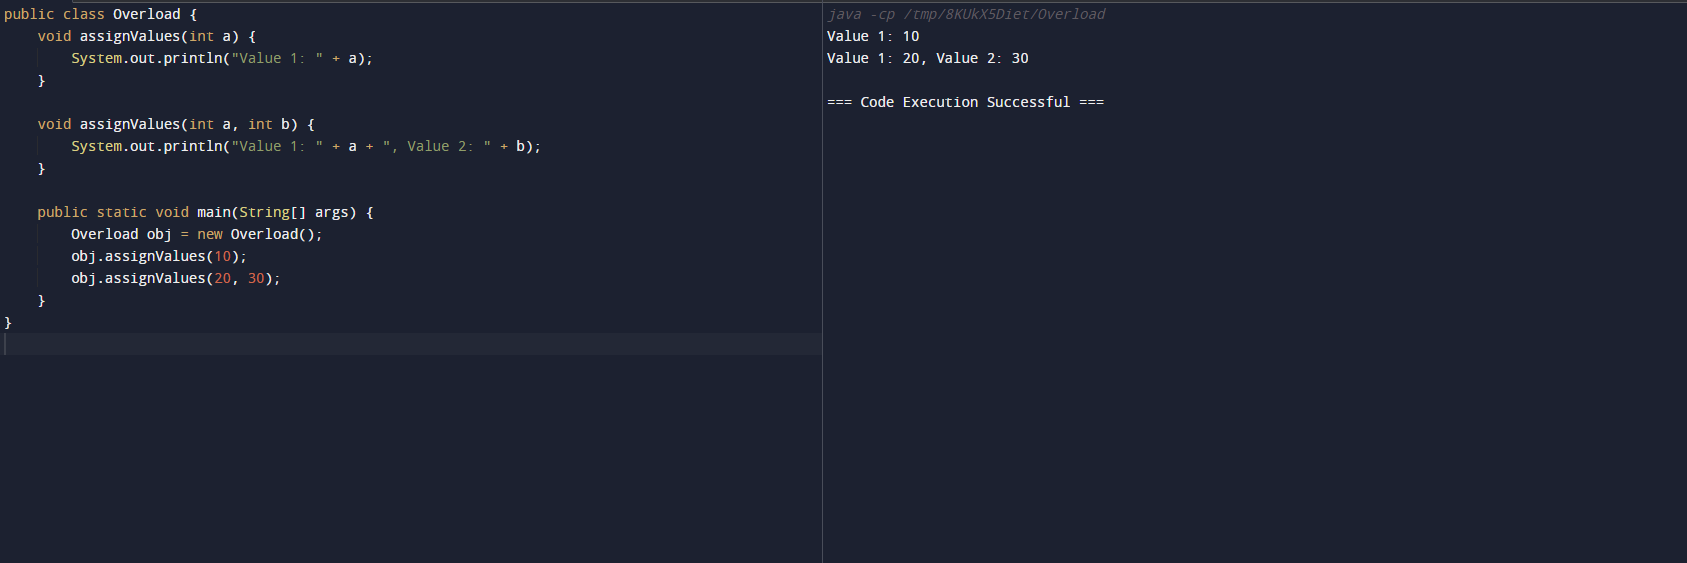 public class Overload {
    void assignValues(int a) {
        System.out.println("Value 1: " + a);
    }

    void assignValues(int a, int b) {
        System.out.println("Value 1: " + a + ", Value 2: " + b);
    }

    public static void main(String[] args) {
        Overload obj = new Overload();
        obj.assignValues(10);
        obj.assignValues(20, 30);
    }
}
java -cp /tmp/8KUkX5Diet/Overload
Value 1: 10
Value 1: 20, Value 2: 30

=== Code Execution Successful ===